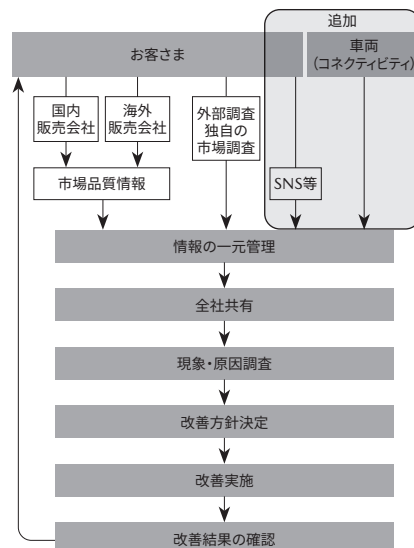 追加
お客さま
車両
（コネクティビティ）
国内
販売会社
海外
販売会社
外部調査
独自の
市場調査
市場品質情報
SNS等
情報の一元管理
全社共有
現象・原因調査
改善方針決定
改善実施
改善結果の確認